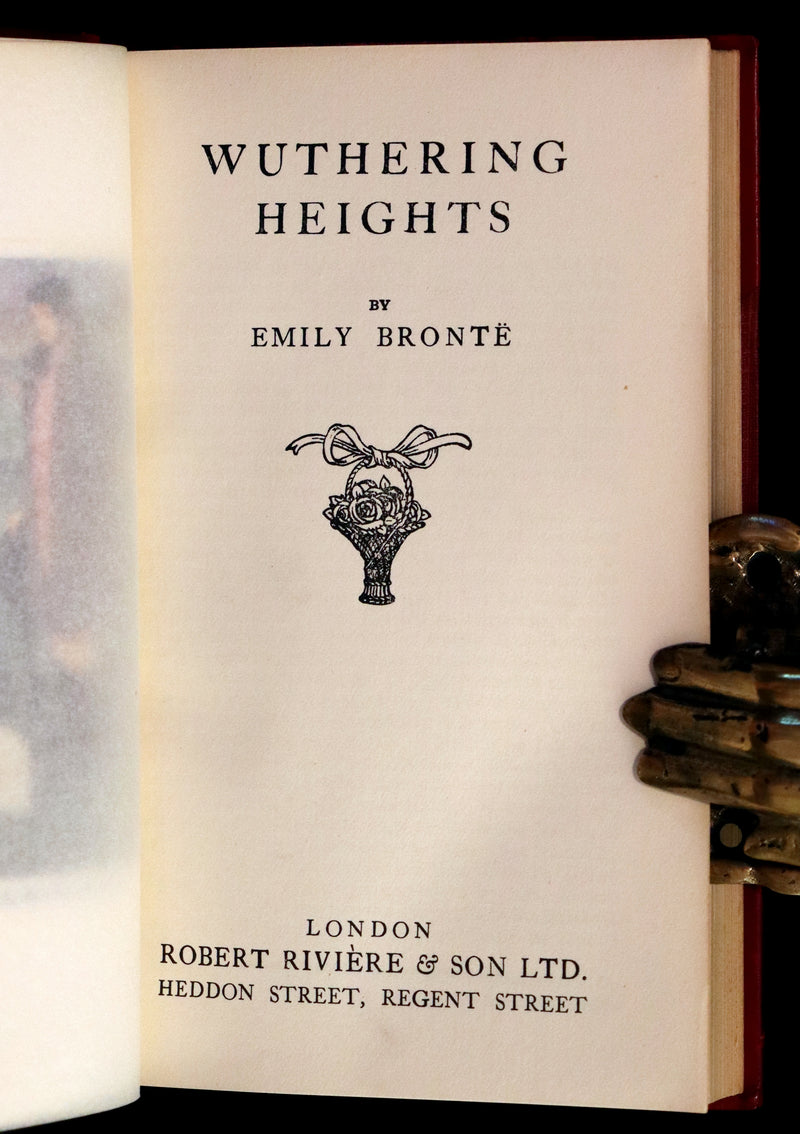 WUTHERING
HEIGHTS
BY
EMILY BRONTË
LONDON
ROBERT RIVIÈRE & SON LTD.
HEDDON STREET, REGENT STREET